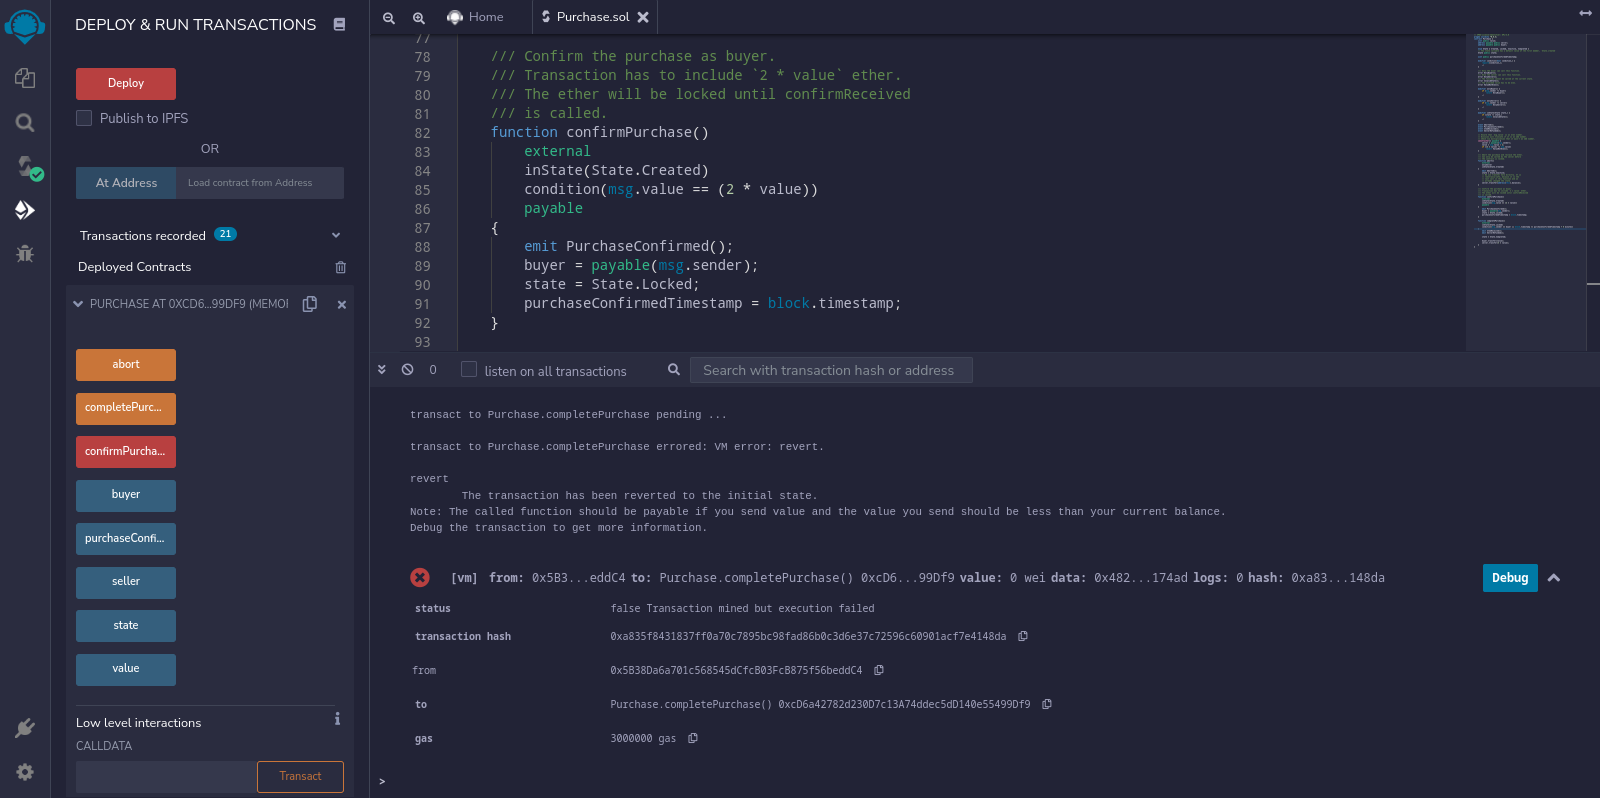 DEPLOY & RUN TRANSACTIONS
Deploy
Publish to IPFS
OR
At Address
Load contract from Address
Transactions recorded 21
Deployed Contracts
PURCHASE AT 0XCD6...99DF9 (MEMOI
abort
completePurc...
confirmPurcha...
buyer
purchaseConfi...
seller
state
value
Low level interactions
CALLDATA
Transact
Home
Purchase.sol
77
78 /// Confirm the purchase as buyer.
79 /// Transaction has to include `2 * value` ether.
80 /// The ether will be locked until confirmReceived
81 /// is called.
82 function confirmPurchase()
83 external
84 inState(State.Created)
85 condition(msg.value == (2 * value))
86 payable
87 {
88 emit PurchaseConfirmed();
89 buyer = payable(msg.sender);
90 state = State.Locked;
91 purchaseConfirmedTimestamp = block.timestamp;
92 }
93
0
listen on all transactions
Search with transaction hash or address
transact to Purchase.completePurchase pending ...
transact to Purchase.completePurchase errored: VM error: revert.
revert
The transaction has been reverted to the initial state.
Note: The called function should be payable if you send value and the value you send should be less than your current balance.
Debug the transaction to get more information.
[vm] from: 0x5B3...eddC4 to: Purchase.completePurchase() 0xcD6...99Df9 value: 0 wei data: 0x482...174ad logs: 0 hash: 0xa83...148da
Debug
status false Transaction mined but execution failed
transaction hash 0xa835f8431837ff0a70c7895bc98fad86b0c3d6e37c72596c60901acf7e4148da
from 0x5B38Da6a701c568545dCfcB03FcB875f56beddC4
to Purchase.completePurchase() 0xcD6a42782d230D7c13A74ddec5dD140e55499Df9
gas 3000000 gas
>